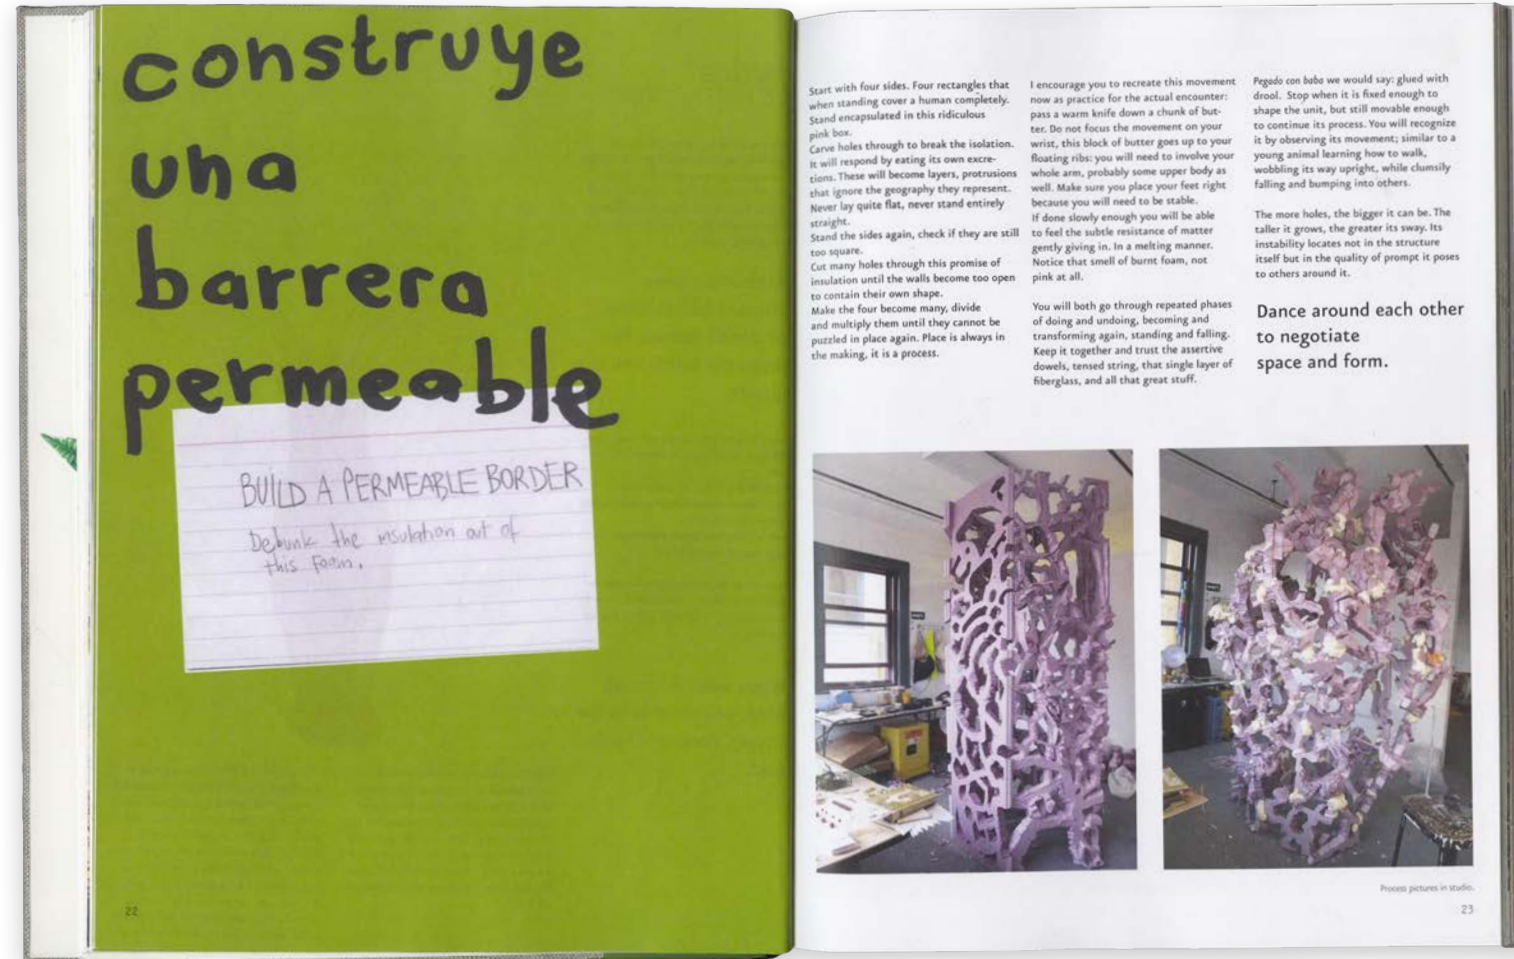 construye
una
barrera
permeable
BUILD A PERMEABLE BORDER
Debunk the insulation out of
this Foam.
22
Start with four sides. Four rectangles that
when standing cover a human completely.
Stand encapsulated in this ridiculous
pink box.
Carve holes through to break the isolation.
It will respond by eating its own excre-
tions. These will become layers, protrusions
that ignore the geography they represent.
Never lay quite flat, never stand entirely
straight.
Stand the sides again, check if they are still
too square.
Cut many holes through this promise of
insulation until the walls become too open
to contain their own shape.
Make the four become many, divide
and multiply them until they cannot be
puzzled in place again. Place is always in
the making, it is a process.
I encourage you to recreate this movement
now as practice for the actual encounter:
pass a warm knife down a chunk of but-
ter. Do not focus the movement on your
wrist, this block of butter goes up to your
floating ribs: you will need to involve your
whole arm, probably some upper body as
well. Make sure you place your feet right
because you will need to be stable.
If done slowly enough you will be able
to feel the subtle resistance of matter
gently giving in. In a melting manner.
Notice that smell of burnt foam, not
pink at all.
You will both go through repeated phases
of doing and undoing, becoming and
transforming again, standing and falling.
Keep it together and trust the assertive
dowels, tensed string, that single layer of
fiberglass, and all that great stuff.
Pegado con baba we would say: glued with
drool. Stop when it is fixed enough to
shape the unit, but still movable enough
to continue its process. You will recognize
it by observing its movement; similar to a
young animal learning how to walk,
wobbling its way upright, while clumsily
falling and bumping into others.
The more holes, the bigger it can be. The
taller it grows, the greater its sway. Its
instability locates not in the structure
itself but in the quality of prompt it poses
to others around it.
Dance around each other
to negotiate
space and form.
Process pictures in studio.
23